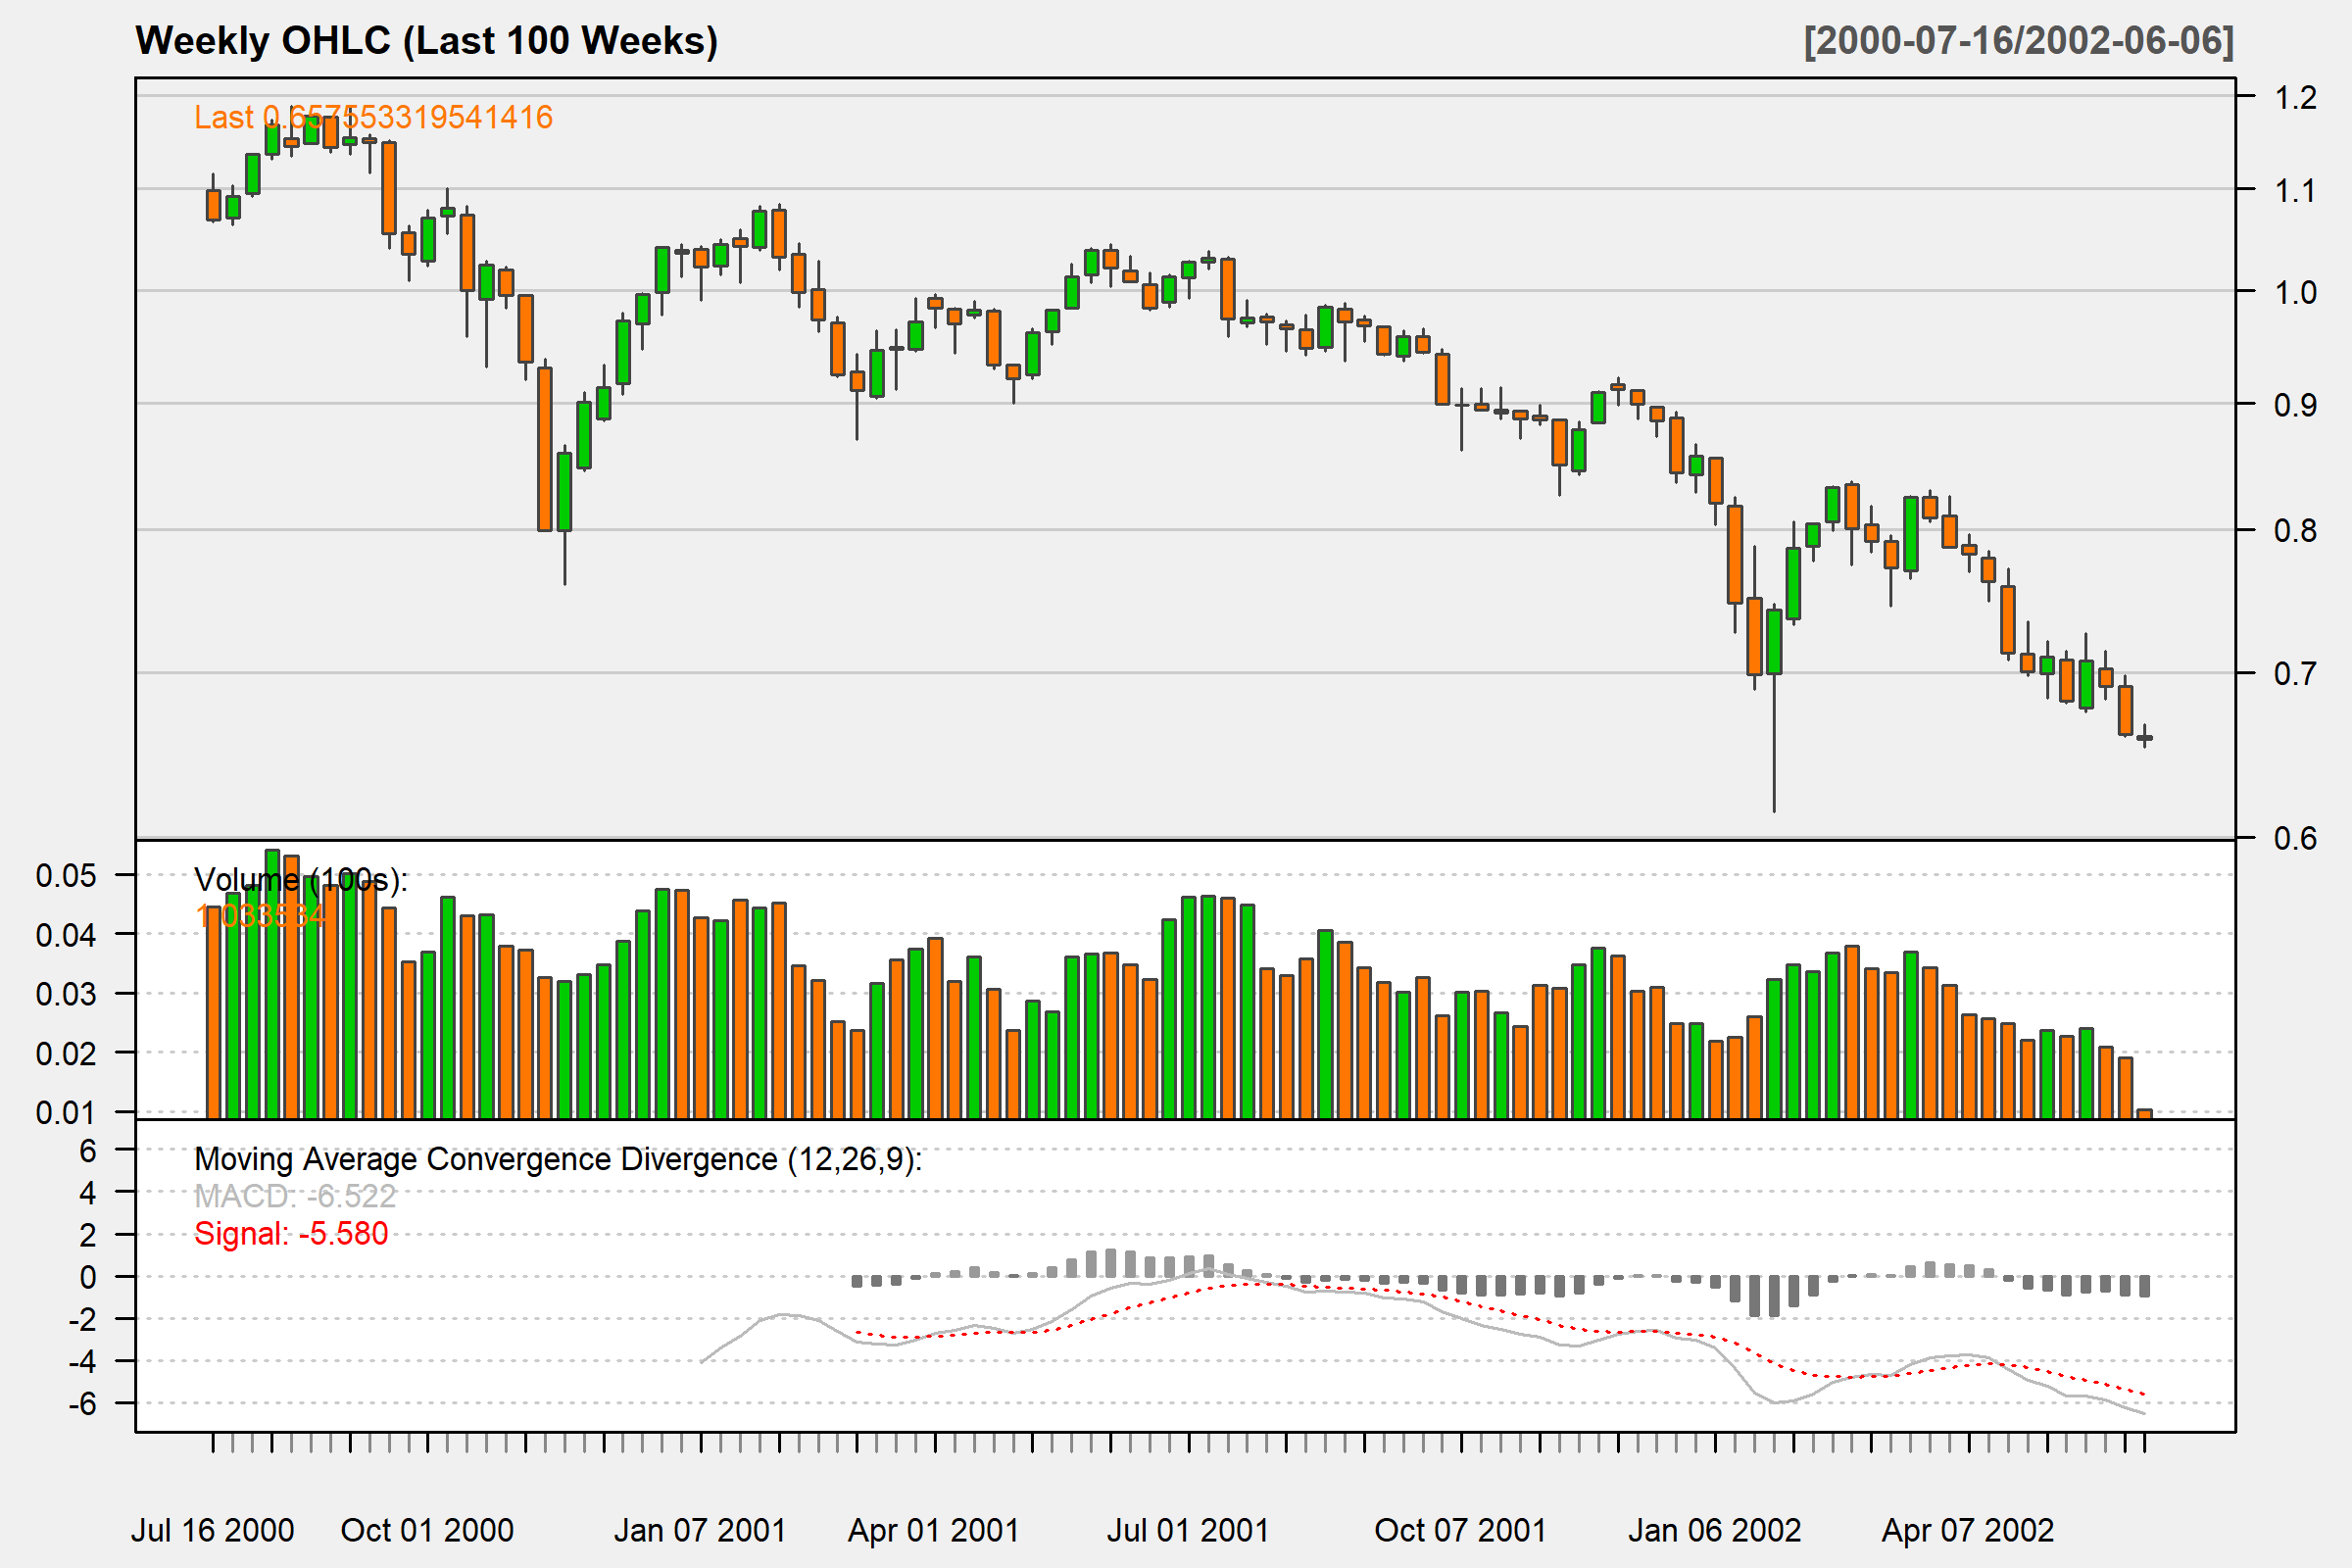 Weekly OHLC (Last 100 Weeks) [2000-07-16/2002-06-06]
Last 0.657553319541416
1.2
1.1
1.0
0.9
0.8
0.7
0.6
Volume (100s):
1.033534
0.05
0.04
0.03
0.02
0.01
Moving Average Convergence Divergence (12,26,9):
MACD: -6.522
Signal: -5.580
6
4
2
0
-2
-4
-6
Jul 16 2000 Oct 01 2000 Jan 07 2001 Apr 01 2001 Jul 01 2001 Oct 07 2001 Jan 06 2002 Apr 07 2002